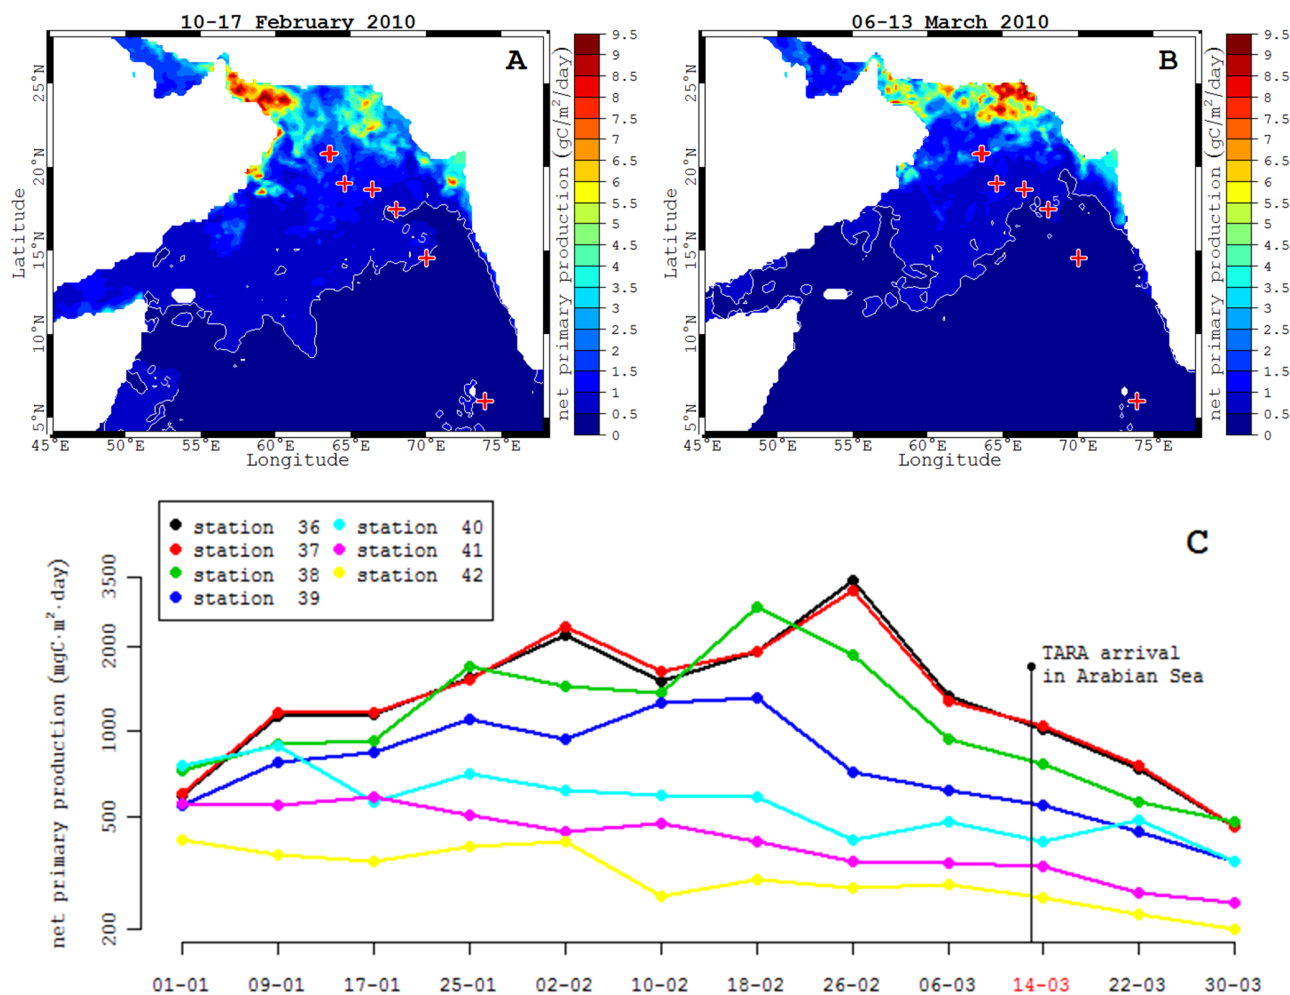 10-17 February 2010
A
Latitude
25°N
20°N
15°N
10°N
5°N
45°E 50°E 55°E 60°E 65°E 70°E 75°E
Longitude
0.5
net primary production (gC/m²/day)
9.5
9
8.5
8
7.5
7
6.5
6
5.5
5
4.5
4
3.5
3
2.5
2
1.5
1
0.5
0
06-13 March 2010
B
Latitude
25°N
20°N
15°N
10°N
5°N
45°E 50°E 55°E 60°E 65°E 70°E 75°E
Longitude
0.5
net primary production (gC/m²/day)
9.5
9
8.5
8
7.5
7
6.5
6
5.5
5
4.5
4
3.5
3
2.5
2
1.5
1
0.5
0
C
station 36
station 37
station 38
station 39
station 40
station 41
station 42
net primary production (mgC·m²·day)
3500
2000
1000
500
200
TARA arrival
in Arabian Sea
01-01 09-01 17-01 25-01 02-02 10-02 18-02 26-02 06-03 14-03 22-03 30-03